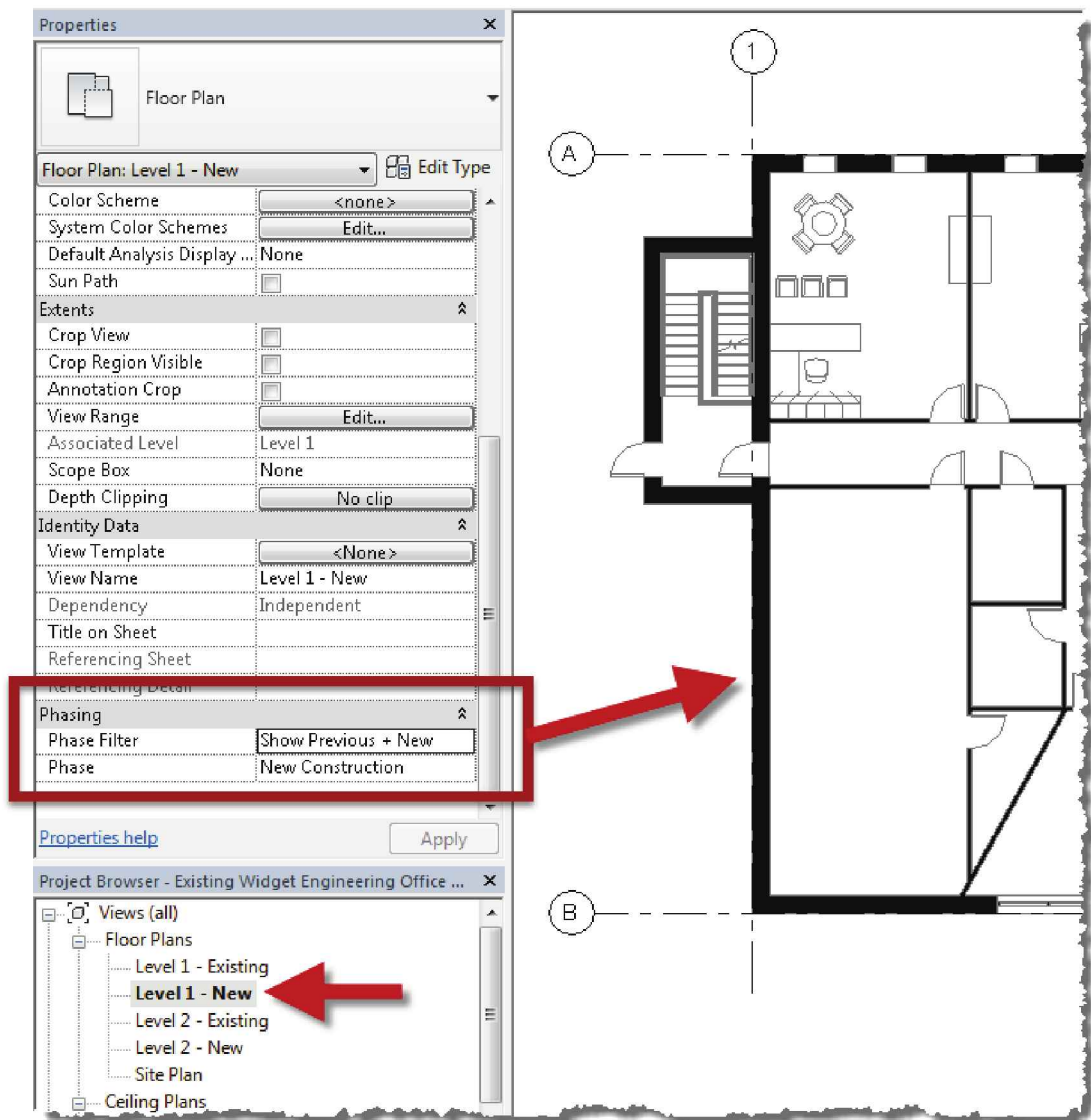 Properties
Floor Plan
Floor Plan: Level 1 - New Edit Type
Color Scheme <none>
System Color Schemes Edit...
Default Analysis Display ... None
Sun Path
Extents
Crop View
Crop Region Visible
Annotation Crop
View Range Edit...
Associated Level Level 1
Scope Box None
Depth Clipping No clip
Identity Data
View Template <None>
View Name Level 1 - New
Dependency Independent
Title on Sheet
Referencing Sheet
Referencing Detail
Phasing
Phase Filter Show Previous + New
Phase New Construction
Properties help Apply
Project Browser - Existing Widget Engineering Office ...
Views (all)
Floor Plans
Level 1 - Existing
Level 1 - New
Level 2 - Existing
Level 2 - New
Site Plan
Ceiling Plans
1
A
B